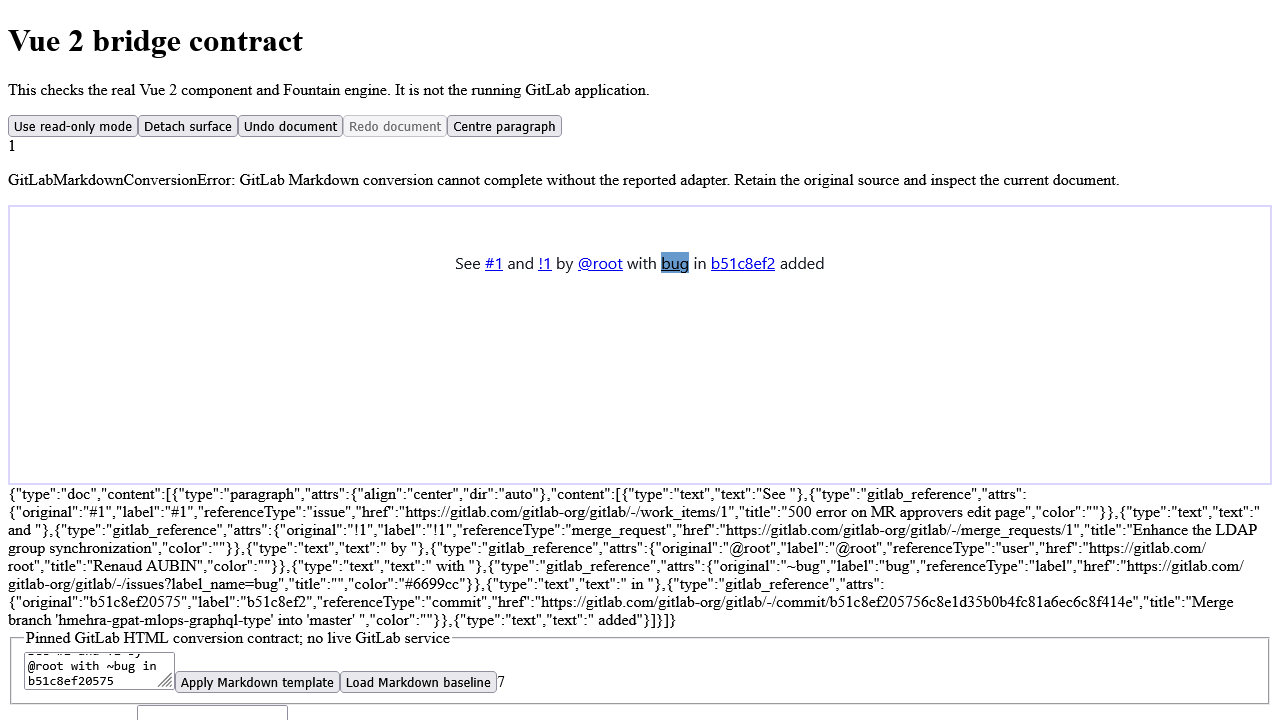 Vue 2 bridge contract
This checks the real Vue 2 component and Fountain engine. It is not the running GitLab application.
Use read-only mode Detach surface Undo document Redo document Centre paragraph
1
GitLabMarkdownConversionError: GitLab Markdown conversion cannot complete without the reported adapter. Retain the original source and inspect the current document.
See #1 and !1 by @root with bug in b51c8ef2 added
{"type":"doc","content":[{"type":"paragraph","attrs":{"align":"center","dir":"auto"},"content":[{"type":"text","text":"See "},{"type":"gitlab_reference","attrs":
{"original":"#1","label":"#1","referenceType":"issue","href":"https://gitlab.com/gitlab-org/gitlab/-/work_items/1","title":"500 error on MR approvers edit page","color":""}},{"type":"text","text":"
and "},{"type":"gitlab_reference","attrs":{"original":"!1","label":"!1","referenceType":"merge_request","href":"https://gitlab.com/gitlab-org/gitlab/-/merge_requests/1","title":"Enhance the LDAP
group synchronization","color":""}},{"type":"text","text":" by "},{"type":"gitlab_reference","attrs":{"original":"@root","label":"@root","referenceType":"user","href":"https://gitlab.com/
root","title":"Renaud AUBIN","color":""}},{"type":"text","text":" with "},{"type":"gitlab_reference","attrs":{"original":"~bug","label":"bug","referenceType":"label","href":"https://gitlab.com/
gitlab-org/gitlab/-/issues?label_name=bug","title":"","color":"#6699cc"}},{"type":"text","text":" in "},{"type":"gitlab_reference","attrs":
{"original":"b51c8ef20575","label":"b51c8ef2","referenceType":"commit","href":"https://gitlab.com/gitlab-org/gitlab/-/commit/b51c8ef205756c8e1d35b0b4fc81a6ec6c8f414e","title":"Merge
branch 'hmehra-gpat-mlops-graphql-type' into 'master' ","color":""}},{"type":"text","text":" added"}]}]}
Pinned GitLab HTML conversion contract; no live GitLab service
@root with ~bug in
b51c8ef20575
Apply Markdown template Load Markdown baseline 7